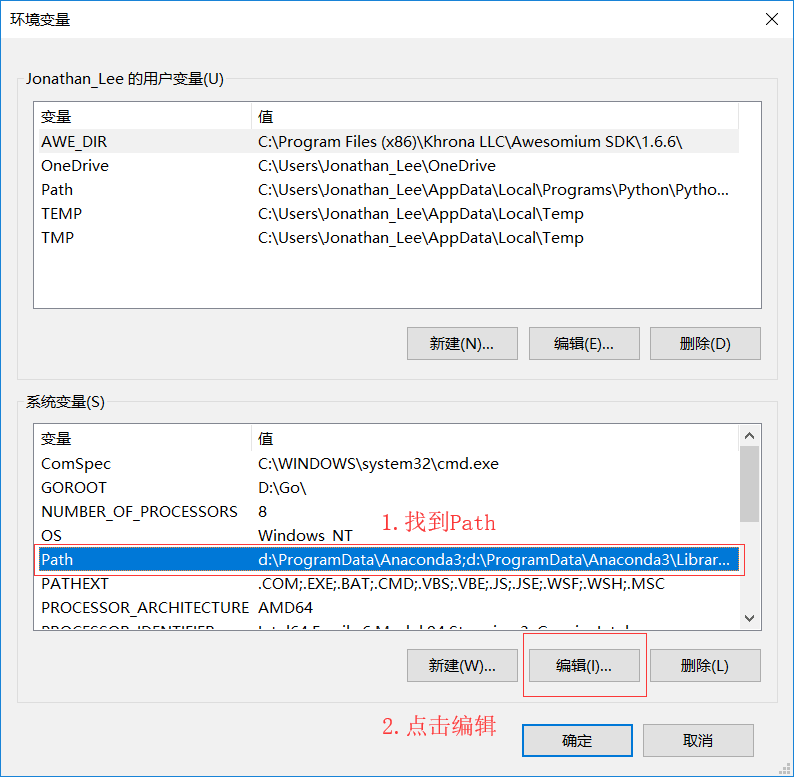 环境变量
Jonathan_Lee 的用户变量(U)
变量 值
AWE_DIR C:\Program Files (x86)\Khrona LLC\Awesomium SDK\1.6.6\
OneDrive C:\Users\Jonathan_Lee\OneDrive
Path C:\Users\Jonathan_Lee\AppData\Local\Programs\Python\Pytho...
TEMP C:\Users\Jonathan_Lee\AppData\Local\Temp
TMP C:\Users\Jonathan_Lee\AppData\Local\Temp
新建(N)... 编辑(E)... 删除(D)
系统变量(S)
变量 值
ComSpec C:\WINDOWS\system32\cmd.exe
GOROOT D:\Go\
NUMBER_OF_PROCESSORS 8
1.找到Path
OS Windows_NT
Path d:\ProgramData\Anaconda3;d:\ProgramData\Anaconda3\Librar...
PATHEXT .COM;.EXE;.BAT;.CMD;.VBS;.VBE;.JS;.JSE;.WSF;.WSH;.MSC
PROCESSOR_ARCHITECTURE AMD64
PROCESSOR_IDENTIFIER Intel64 Family 6 Model
新建(W)... 编辑(I)... 删除(L)
2.点击编辑
确定 取消